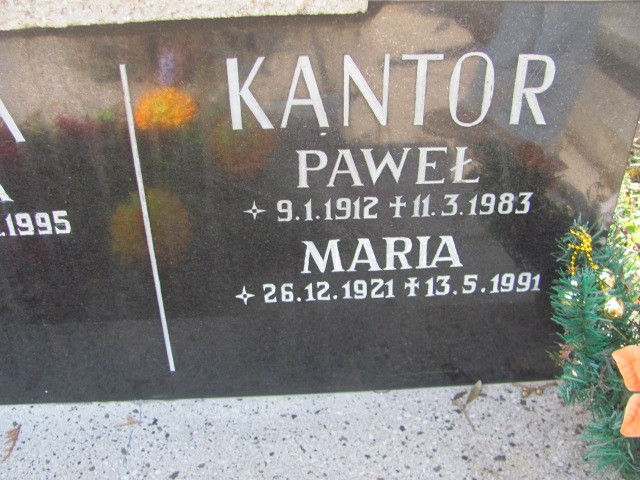 .1995
KANTOR
PAWEŁ
✧ 9.1.1912 ✝ 11.3.1983
MARIA
✧ 26.12.1921 ✝ 13.5.1991